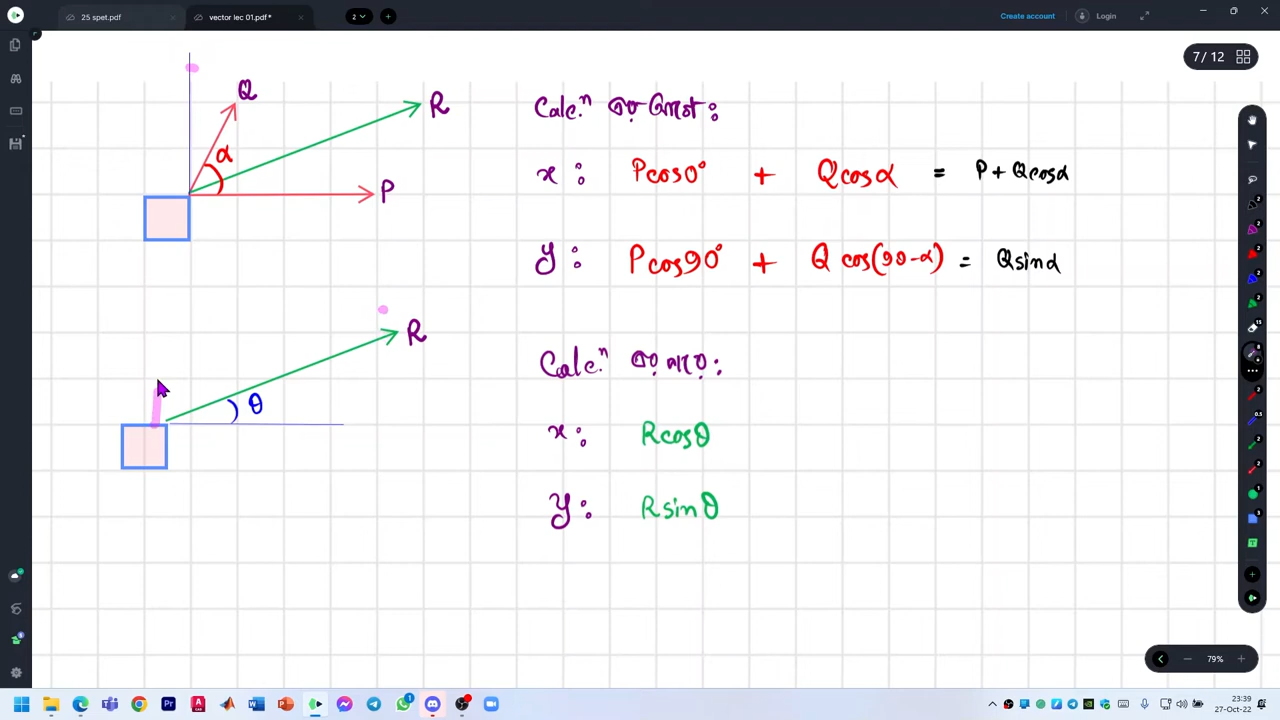 25 spet.pdf
vector lec 01.pdf*
2
Create account
Login
7 / 12
Q
R
α
P
Calc.ⁿ :
x : Pcos0° + Qcosα = P + Qcosα
y : Pcos90° + Q cos(90-α) = Qsinα
R
θ
Calc.ⁿ :
x : Rcosθ
y : Rsinθ
79%
23:39
27-Oct-22